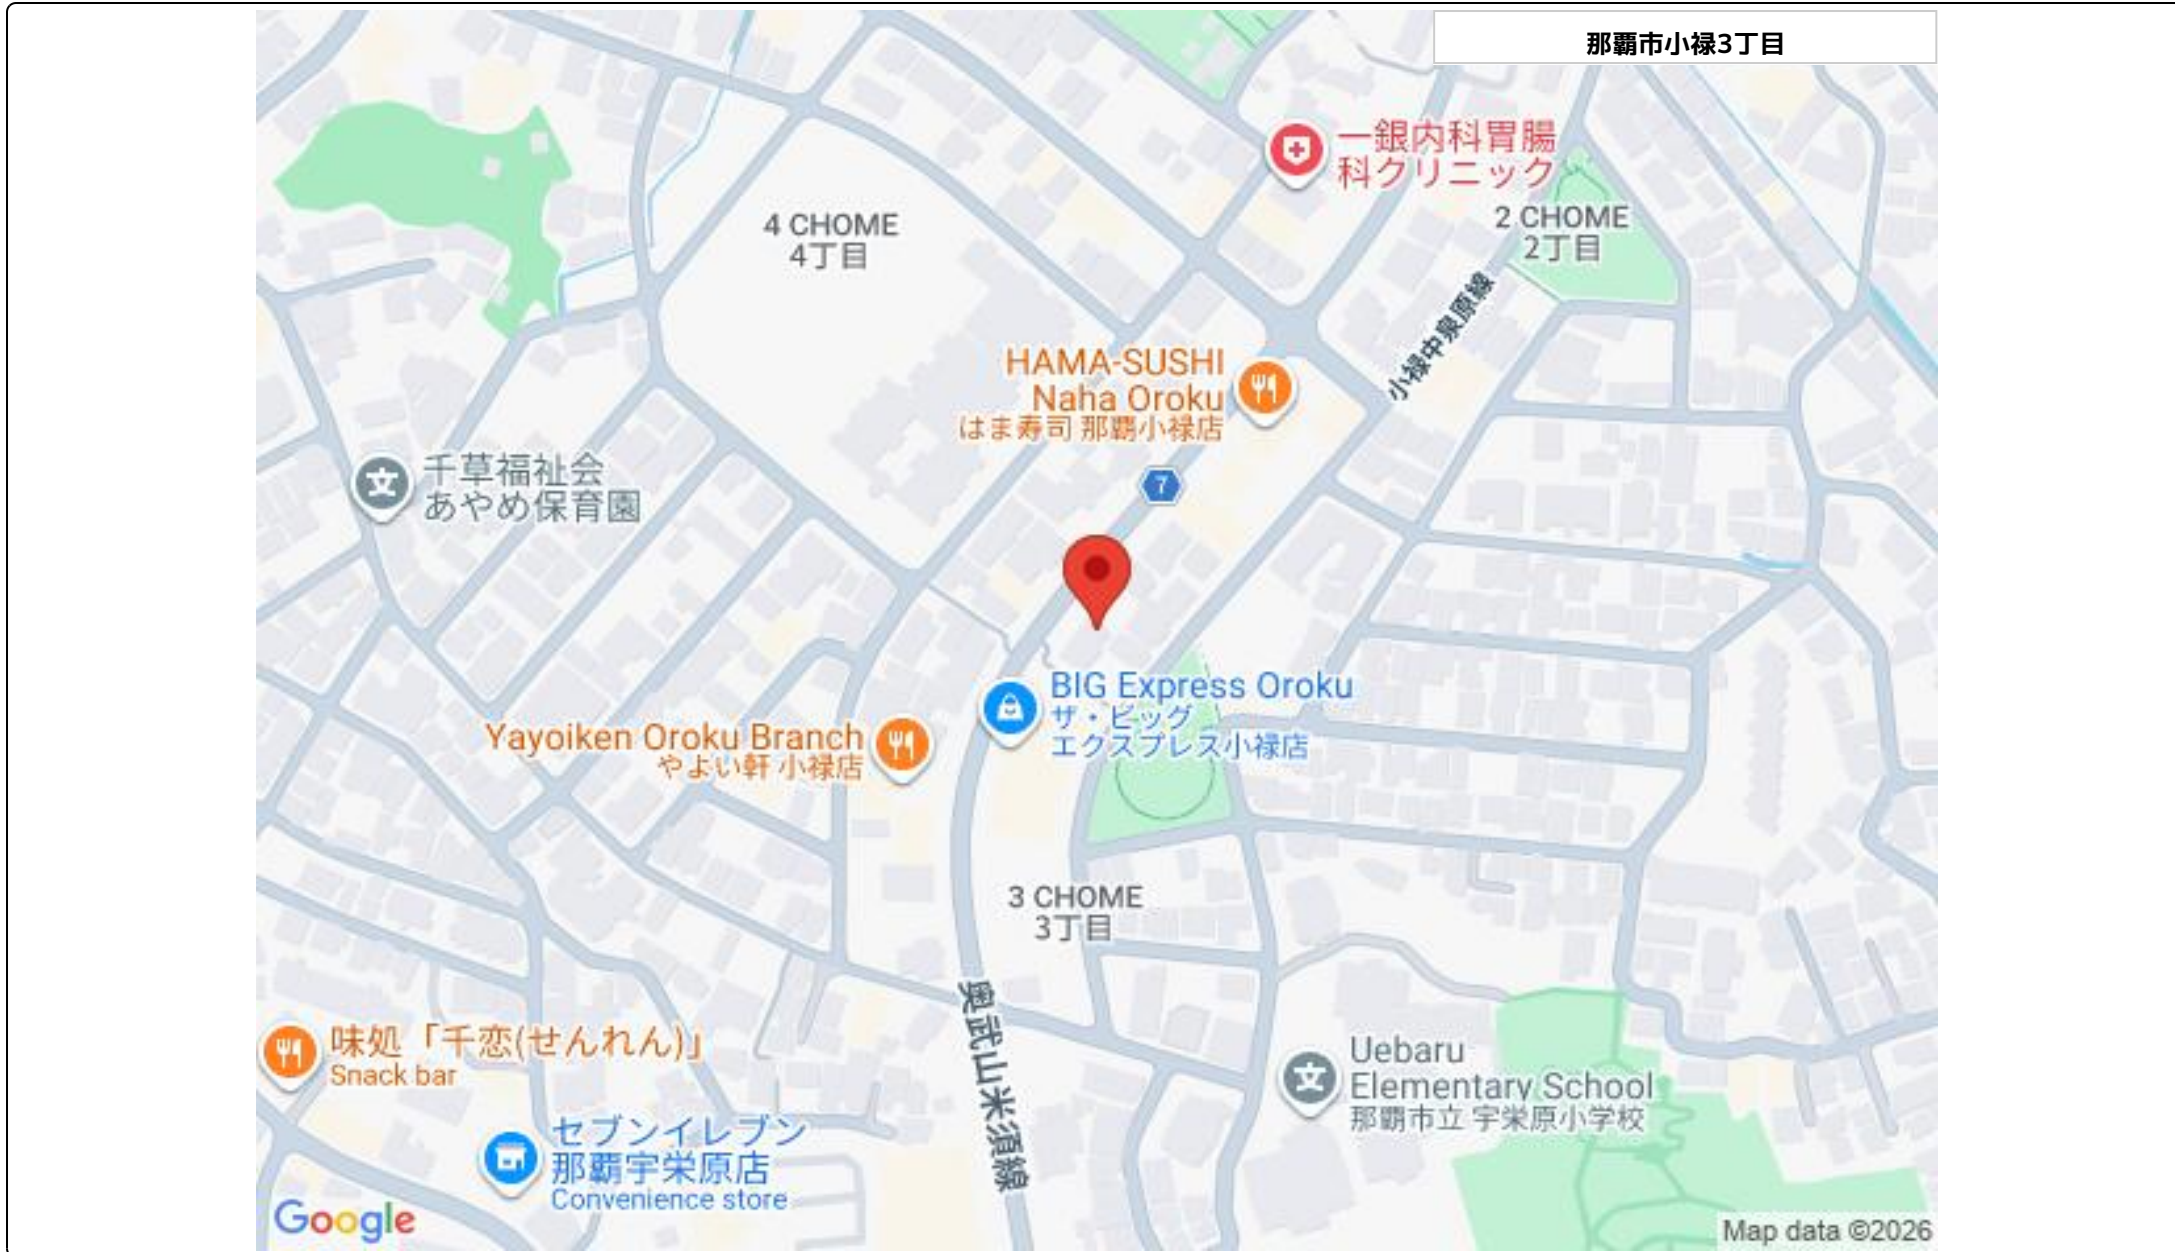 那覇市小禄3丁目
一銀内科胃腸
科クリニック
4 CHOME
4丁目
2 CHOME
2丁目
小禄中泉原線
HAMA-SUSHI
Naha Oroku
はま寿司 那覇小禄店
千草福祉会
あやめ保育園
7
BIG Express Oroku
ザ・ビッグ
エクスプレス小禄店
Yayoiken Oroku Branch
やよい軒 小禄店
3 CHOME
3丁目
奥武山米須線
味処「千恋(せんれん)」
Snack bar
Uebaru
Elementary School
那覇市立 宇栄原小学校
セブンイレブン
那覇宇栄原店
Convenience store
Google
Map data ©2026